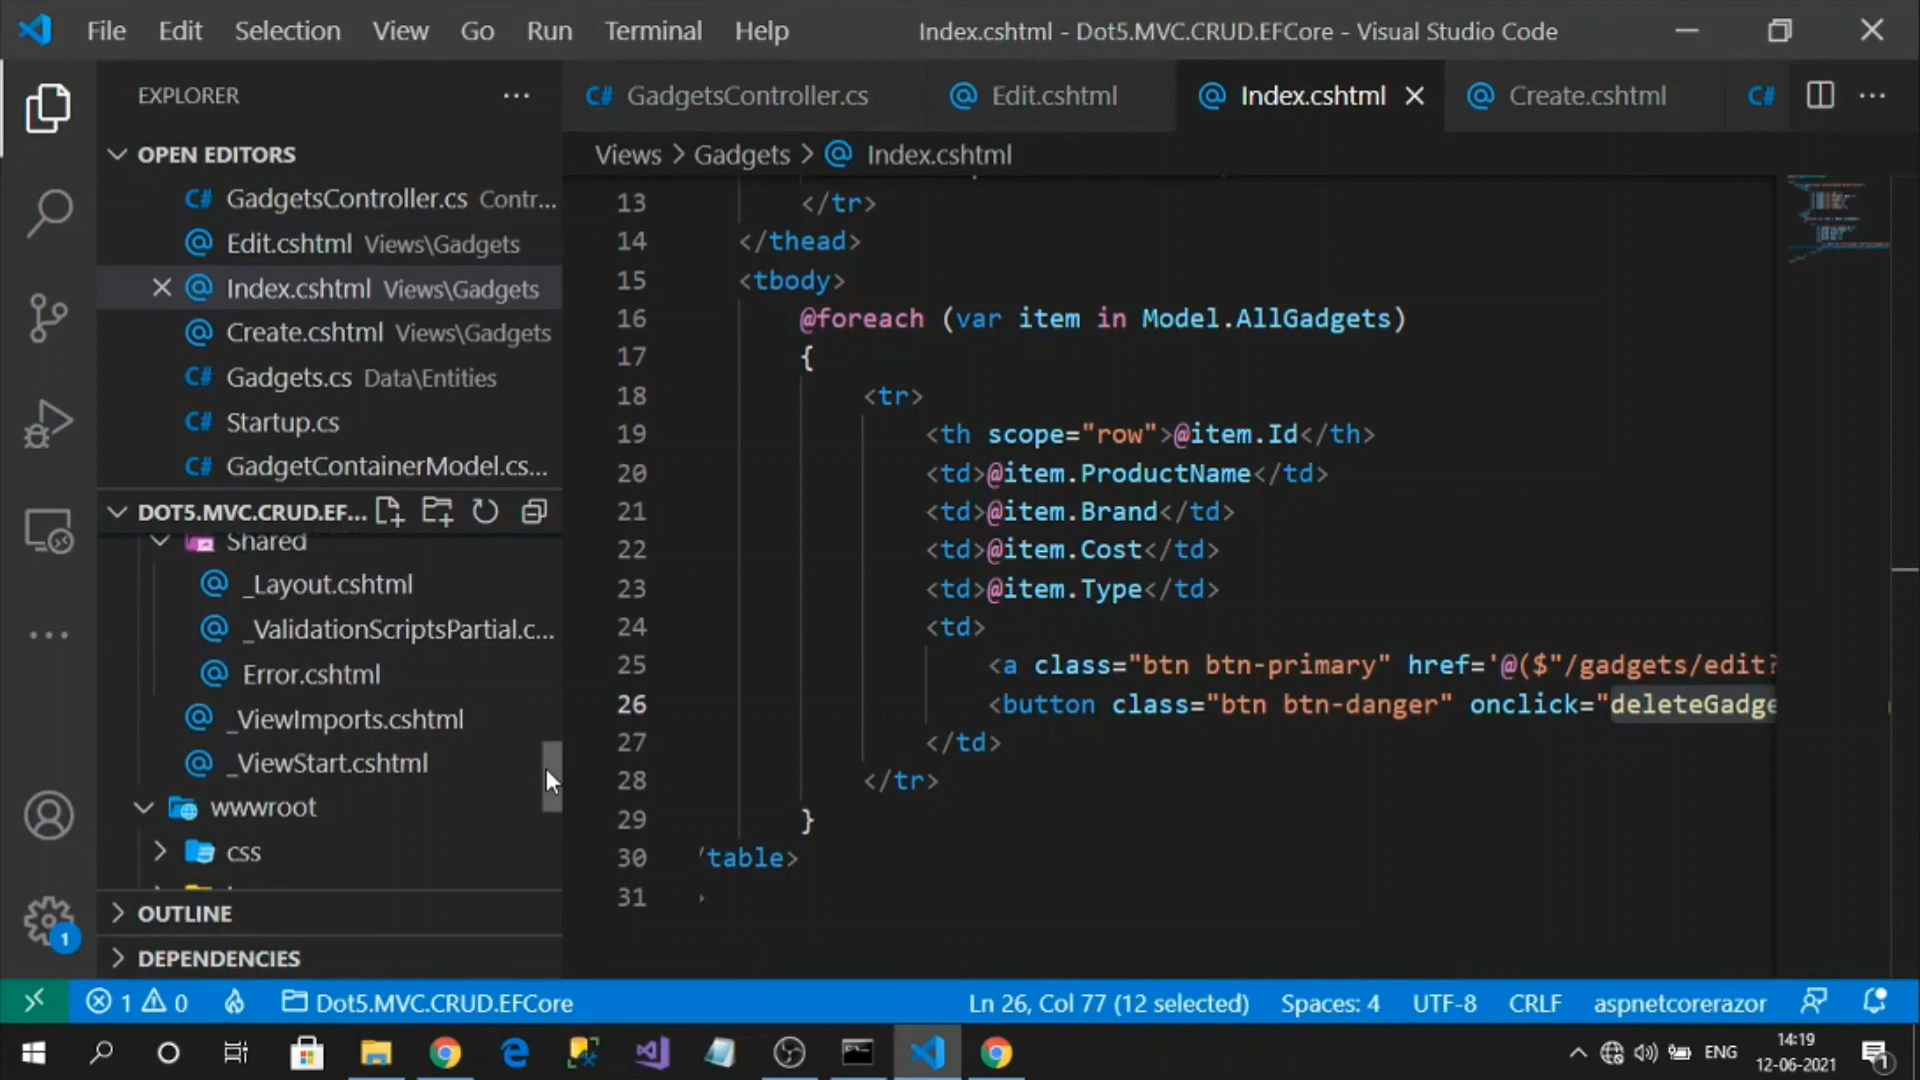 File Edit Selection View Go Run Terminal Help Index.cshtml - Dot5.MVC.CRUD.EFCore - Visual Studio Code
EXPLORER
GadgetsController.cs Edit.cshtml Index.cshtml Create.cshtml C#
OPEN EDITORS
Views > Gadgets > Index.cshtml
C# GadgetsController.cs Contr...
Edit.cshtml Views\Gadgets
Index.cshtml Views\Gadgets
Create.cshtml Views\Gadgets
C# Gadgets.cs Data\Entities
C# Startup.cs
C# GadgetContainerModel.cs...
DOT5.MVC.CRUD.EF...
Shared
_Layout.cshtml
_ValidationScriptsPartial.c...
Error.cshtml
_ViewImports.cshtml
_ViewStart.cshtml
wwwroot
css
OUTLINE
DEPENDENCIES
13 </tr>
14 </thead>
15 <tbody>
16 @foreach (var item in Model.AllGadgets)
17 {
18 <tr>
19 <th scope="row">@item.Id</th>
20 <td>@item.ProductName</td>
21 <td>@item.Brand</td>
22 <td>@item.Cost</td>
23 <td>@item.Type</td>
24 <td>
25 <a class="btn btn-primary" href='@($"/gadgets/edit?
26 <button class="btn btn-danger" onclick="deleteGadge
27 </td>
28 </tr>
29 }
30 /table>
31 >
1 0 Dot5.MVC.CRUD.EFCore Ln 26, Col 77 (12 selected) Spaces: 4 UTF-8 CRLF aspnetcorerazor
1
ENG
14:19
12-06-2021
1